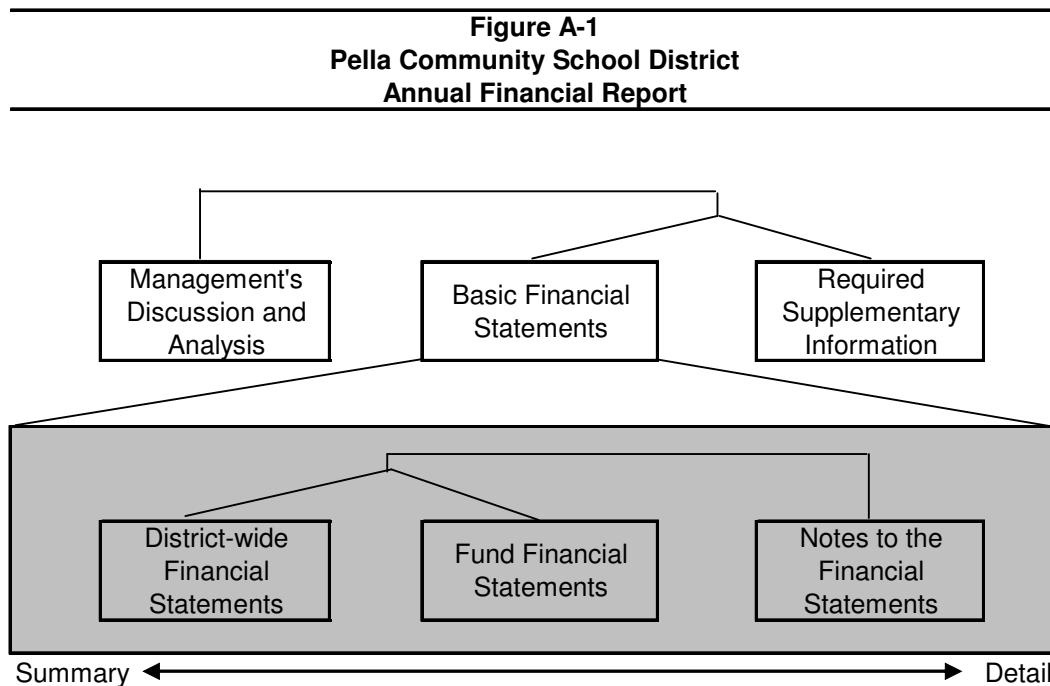 Figure A-1
Pella Community School District
Annual Financial Report
Management's
Discussion and
Analysis
Basic Financial
Statements
Required
Supplementary
Information
District-wide
Financial
Statements
Fund Financial
Statements
Notes to the
Financial
Statements
Summary
Detail